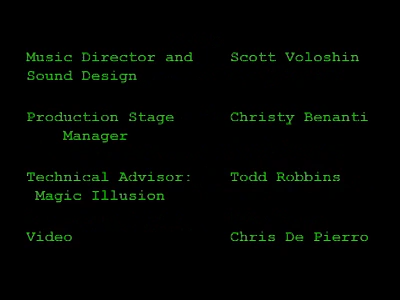 Music Director and    Scott Voloshin
Sound Design
Production Stage    Christy Benanti
Manager
Technical Advisor:    Todd Robbins
Magic Illusion
Video    Chris De Pierro